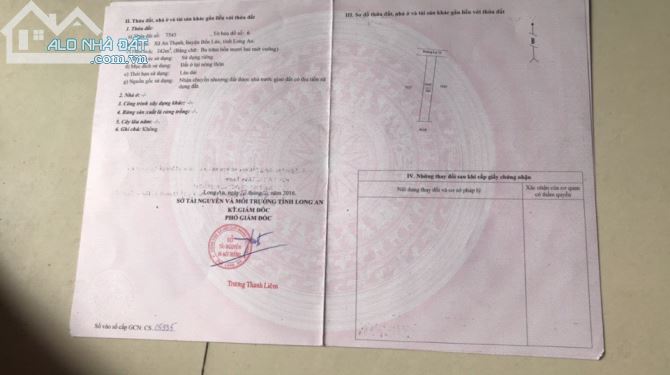 ALO NHÀ ĐẤT
.com.vn
II. Thửa đất, nhà ở và tài sản khác gắn liền với thửa đất
1. Thửa đất:
7543 Tờ bản đồ số: 6
Xã An Thạnh, huyện Bến Lức, tỉnh Long An.
342m², (Bằng chữ: Ba trăm bốn mươi hai mét vuông)
sử dụng: Sử dụng riêng
d) Mục đích sử dụng: Đất ở tại nông thôn
e) Thời hạn sử dụng: Lâu dài
g) Nguồn gốc sử dụng: Nhận chuyển nhượng đất được nhà nước giao đất có thu tiền sử
dụng đất.
2. Nhà ở: -/-
3. Công trình xây dựng khác: -/-
4. Rừng sản xuất là rừng trồng: -/-
5. Cây lâu năm: -/-
6. Ghi chú: Không.
Long An, ngày tháng năm 2016
SỞ TÀI NGUYÊN VÀ MÔI TRƯỜNG TỈNH LONG AN
KT.GIÁM ĐỐC
PHÓ GIÁM ĐỐC
SỞ
TÀI NGUYÊN
VÀ MÔI TRƯỜNG
Trương Thanh Liêm
Số vào sổ cấp GCN: CS
III. Sơ đồ thửa đất, nhà ở và tài sản khác gắn liền với thửa đất
IV. Những thay đổi sau khi cấp giấy chứng nhận
Nội dung thay đổi và cơ sở pháp lý
Xác nhận của cơ quan
có thẩm quyền